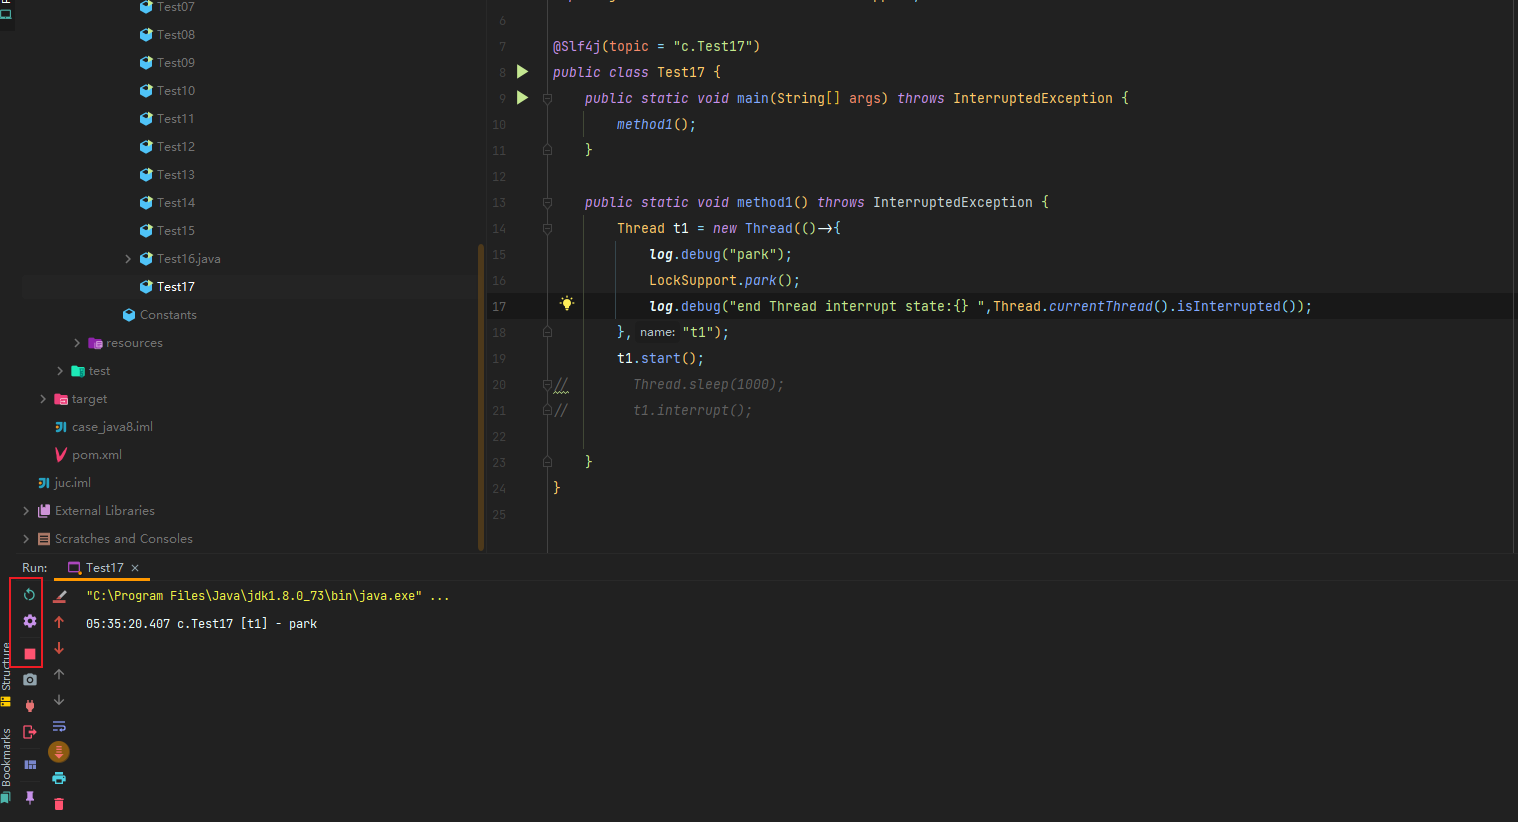 Test07
Test08
Test09
Test10
Test11
Test12
Test13
Test14
Test15
Test16.java
Test17
Constants
resources
test
target
case_java8.iml
pom.xml
juc.iml
External Libraries
Scratches and Consoles
6
7 @Slf4j(topic = "c.Test17")
8 public class Test17 {
9 public static void main(String[] args) throws InterruptedException {
10 method1();
11 }
12
13 public static void method1() throws InterruptedException {
14 Thread t1 = new Thread(()->{
15 log.debug("park");
16 LockSupport.park();
17 log.debug("end Thread interrupt state:{} ",Thread.currentThread().isInterrupted());
18 }, name: "t1");
19 t1.start();
20 // Thread.sleep(1000);
21 // t1.interrupt();
22
23 }
24 }
25
Run: Test17 ×
"C:\Program Files\Java\jdk1.8.0_73\bin\java.exe" ...
05:35:20.407 c.Test17 [t1] - park
Structure
Bookmarks